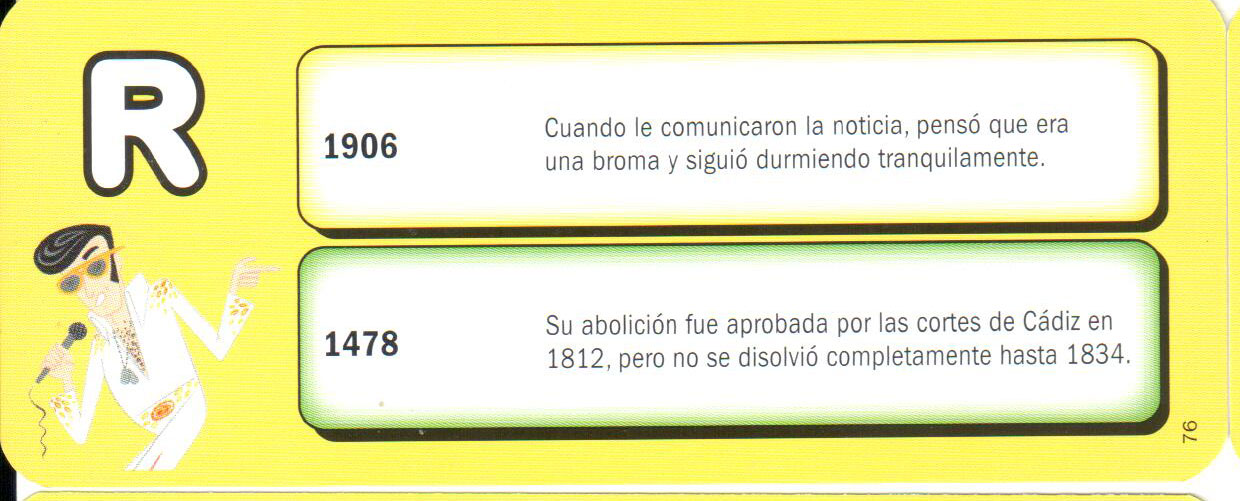 R
1906
Cuando le comunicaron la noticia, pensó que era
una broma y siguió durmiendo tranquilamente.
1478
Su abolición fue aprobada por las cortes de Cádiz en
1812, pero no se disolvió completamente hasta 1834.
76